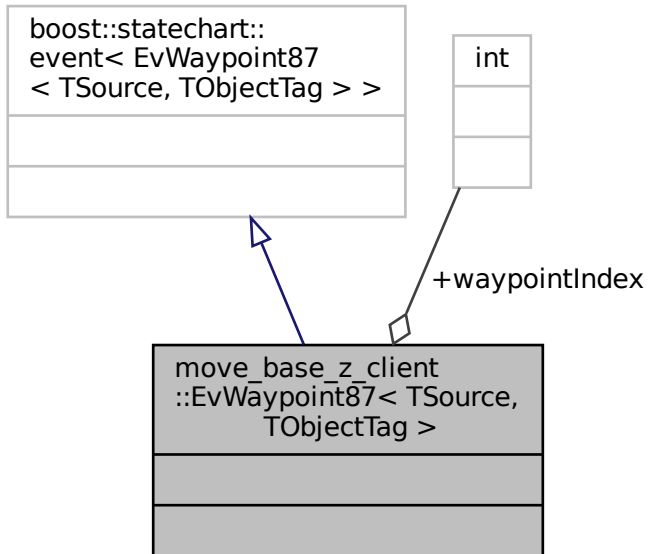 boost::statechart::
event< EvWaypoint87
< TSource, TObjectTag > >
int
+waypointIndex
move_base_z_client
::EvWaypoint87< TSource,
TObjectTag >